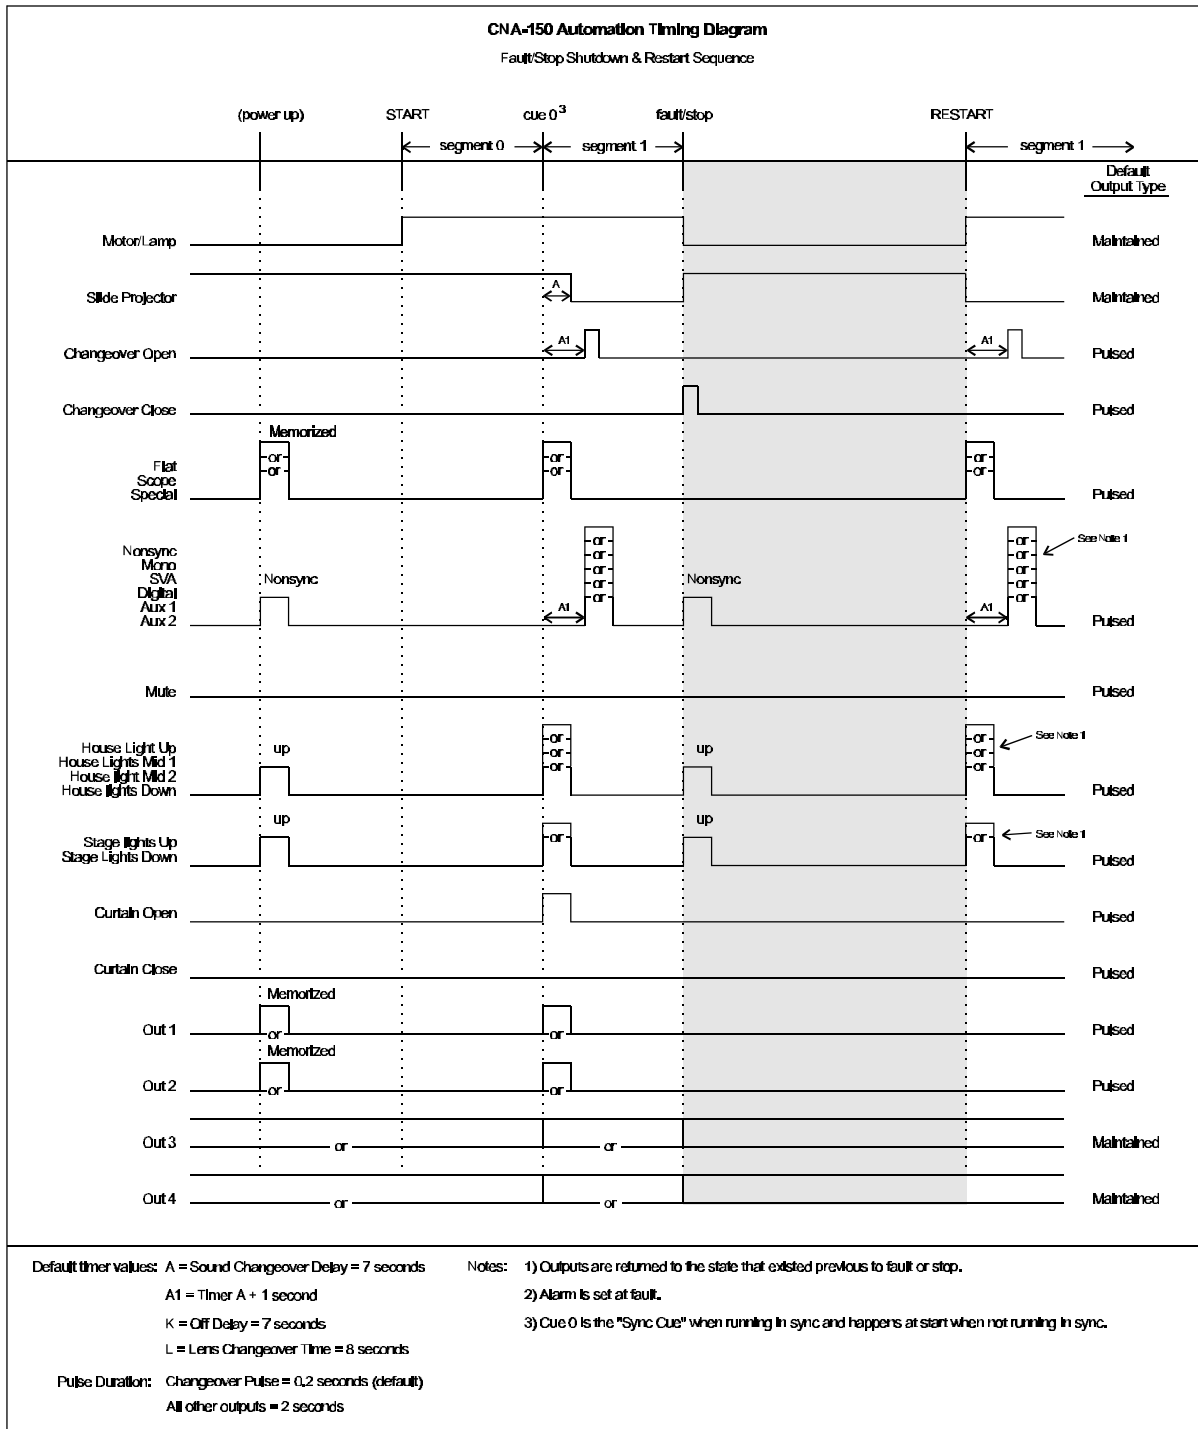 CNA-150 Automation Timing Diagram
Fault/Stop Shutdown & Restart Sequence
(power up) START cue 0³ fault/stop RESTART
segment 0 segment 1 segment 1
Default
Output Type
Motor/Lamp Maintained
Slide Projector A Maintained
Changeover Open A1 A1 Pulsed
Changeover Close Pulsed
Memorized
Flat or or or
Scope or or or
Special Pulsed
Nonsync or or See Note 1
Mono or or
SVA Nonsync or Nonsync or
Digital or or
Aux 1 A1 or A1 or
Aux 2 Pulsed
Mute Pulsed
House Light Up up or up or See Note 1
House Lights Mid 1 or or
House light Mid 2 or or
House lights Down Pulsed
up up
Stage lights Up or or See Note 1
Stage Lights Down Pulsed
Curtain Open Pulsed
Curtain Close Pulsed
Memorized
Out 1 or or Pulsed
Memorized
Out 2 or or Pulsed
Out 3 or or Maintained
Out 4 or or Maintained
Default timer values: A = Sound Changeover Delay = 7 seconds Notes: 1) Outputs are returned to the state that existed previous to fault or stop.
A1 = Timer A + 1 second 2) Alarm is set at fault.
K = Off Delay = 7 seconds 3) Cue 0 is the "Sync Cue" when running in sync and happens at start when not running in sync.
L = Lens Changeover Time = 8 seconds
Pulse Duration: Changeover Pulse = 0.2 seconds (default)
All other outputs = 2 seconds